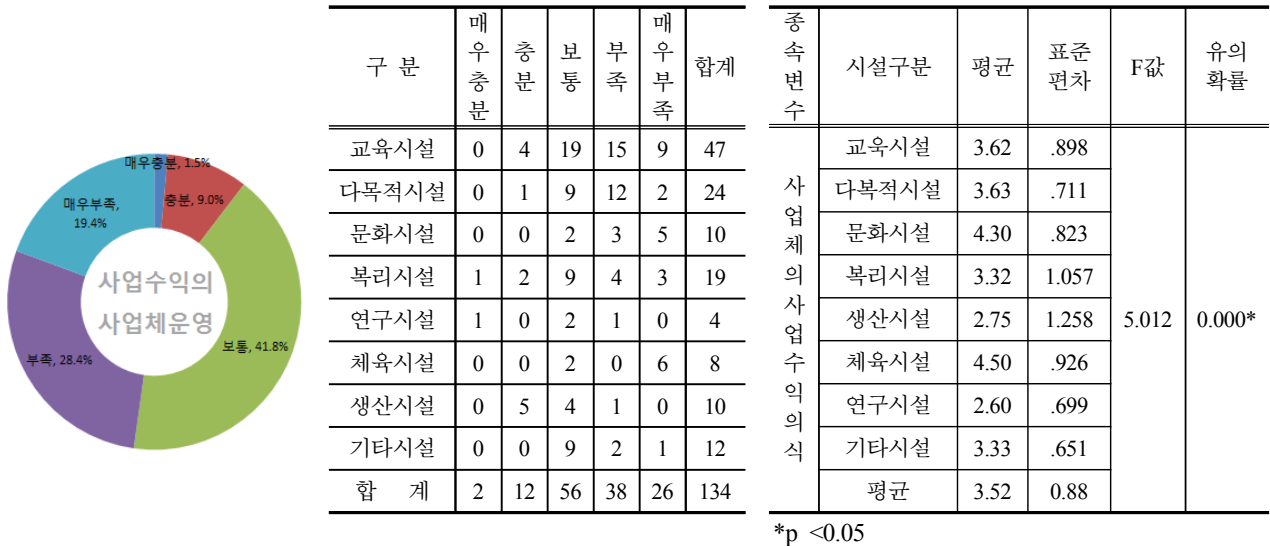 매우충분, 1.5%
충분, 9.0%
보통, 41.8%
부족, 28.4%
매우부족,
19.4%
사업수익의
사업체운영
구 분 매우충분 충분 보통 부족 매우부족 합계
교육시설 0 4 19 15 9 47
다목적시설 0 1 9 12 2 24
문화시설 0 0 2 3 5 10
복리시설 1 2 9 4 3 19
연구시설 1 0 2 1 0 4
체육시설 0 0 2 0 6 8
생산시설 0 5 4 1 0 10
기타시설 0 0 9 2 1 12
합 계 2 12 56 38 26 134
종속변수 시설구분 평균 표준편차 F값 유의확률
사업체의사업수익의식
교욱시설 3.62 .898
다복적시설 3.63 .711
문화시설 4.30 .823
복리시설 3.32 1.057
생산시설 2.75 1.258 5.012 0.000*
체육시설 4.50 .926
연구시설 2.60 .699
기타시설 3.33 .651
평균 3.52 0.88
*p <0.05